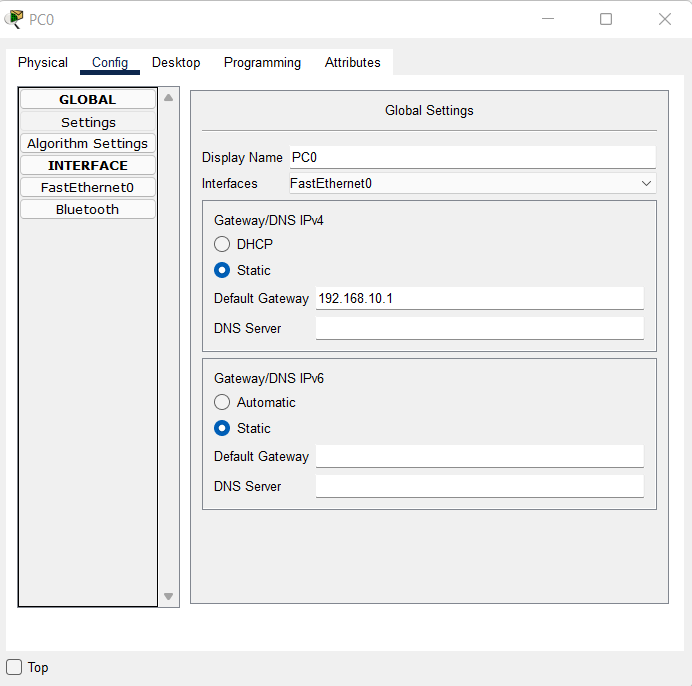 PC0
Physical Config Desktop Programming Attributes
GLOBAL
Settings
Algorithm Settings
INTERFACE
FastEthernet0
Bluetooth
Global Settings
Display Name PC0
Interfaces FastEthernet0
Gateway/DNS IPv4
DHCP
Static
Default Gateway 192.168.10.1
DNS Server
Gateway/DNS IPv6
Automatic
Static
Default Gateway
DNS Server
Top